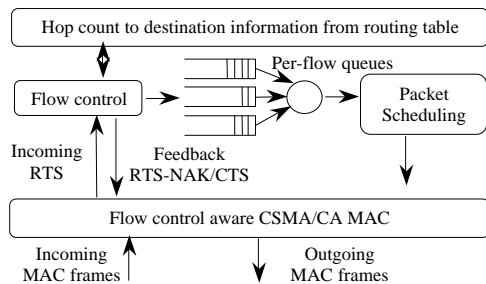 Hop count to destination information from routing table
Per-flow queues
Flow control
Packet
Scheduling
Incoming
RTS
Feedback
RTS-NAK/CTS
Flow control aware CSMA/CA MAC
Incoming
MAC frames
Outgoing
MAC frames